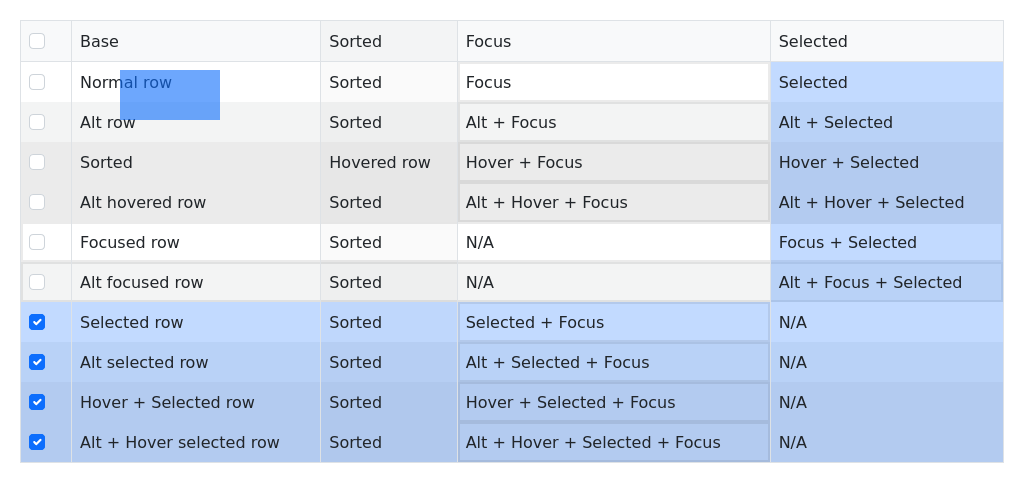 Base Sorted Focus Selected
Normal row Sorted Focus Selected
Alt row Sorted Alt + Focus Alt + Selected
Sorted Hovered row Hover + Focus Hover + Selected
Alt hovered row Sorted Alt + Hover + Focus Alt + Hover + Selected
Focused row Sorted N/A Focus + Selected
Alt focused row Sorted N/A Alt + Focus + Selected
Selected row Sorted Selected + Focus N/A
Alt selected row Sorted Alt + Selected + Focus N/A
Hover + Selected row Sorted Hover + Selected + Focus N/A
Alt + Hover selected row Sorted Alt + Hover + Selected + Focus N/A